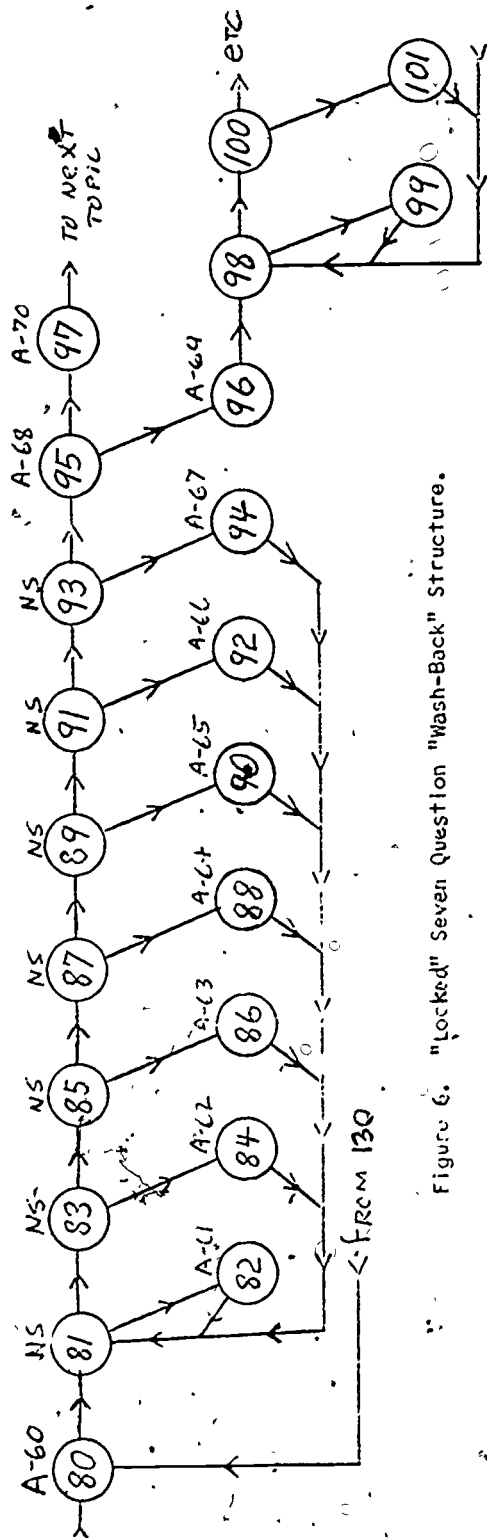 A-60
80
NS
81
NS
83
NS
85
NS
87
NS
89
NS
91
NS
93
A-68
95
A-70
97
TO NEXT
TOPIC
A-61
82
A-62
84
A-63
86
A-64
88
A-65
90
A-66
92
A-67
94
A-69
96
98
100
etc
99
101
FROM 130
Figure 6. "Locked" Seven Question "Wash-Back" Structure.